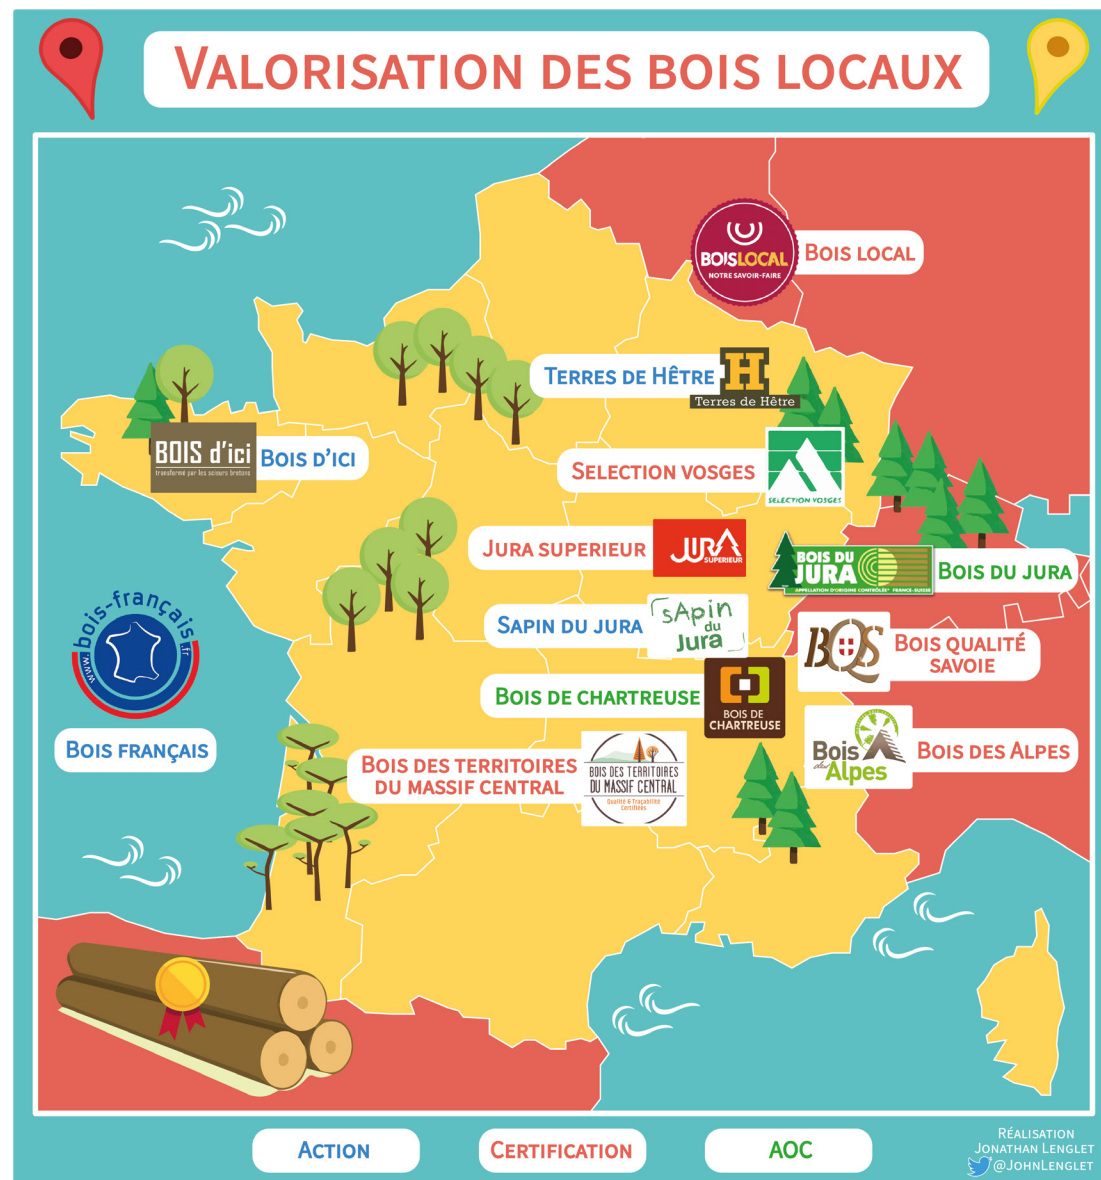 VALORISATION DES BOIS LOCAUX
BOISLOCAL
NOTRE SAVOIR-FAIRE
BOIS LOCAL
TERRES DE HÊTRE
H
Terres de Hêtre
BOIS d'ici
transformé par les scieurs bretons
BOIS D'ICI
SELECTION VOSGES
SELECTION VOSGES
JURA SUPERIEUR
JURA
SUPERIEUR
BOIS DU
JURA
APPELLATION D'ORIGINE CONTRÔLÉE* FRANCE-SUISSE
BOIS DU JURA
www.bois-français.fr
BOIS FRANÇAIS
SAPIN DU JURA
sApin
du
Jura
BQS
BOIS QUALITÉ
SAVOIE
BOIS DE CHARTREUSE
BOIS DE
CHARTREUSE
Bois
des Alpes
BOIS DES ALPES
BOIS DES TERRITOIRES
DU MASSIF CENTRAL
BOIS DES TERRITOIRES
DU MASSIF CENTRAL
Qualité & Traçabilité
Certifiées
ACTION
CERTIFICATION
AOC
RÉALISATION
JONATHAN LENGLET
@JOHNLENGLET